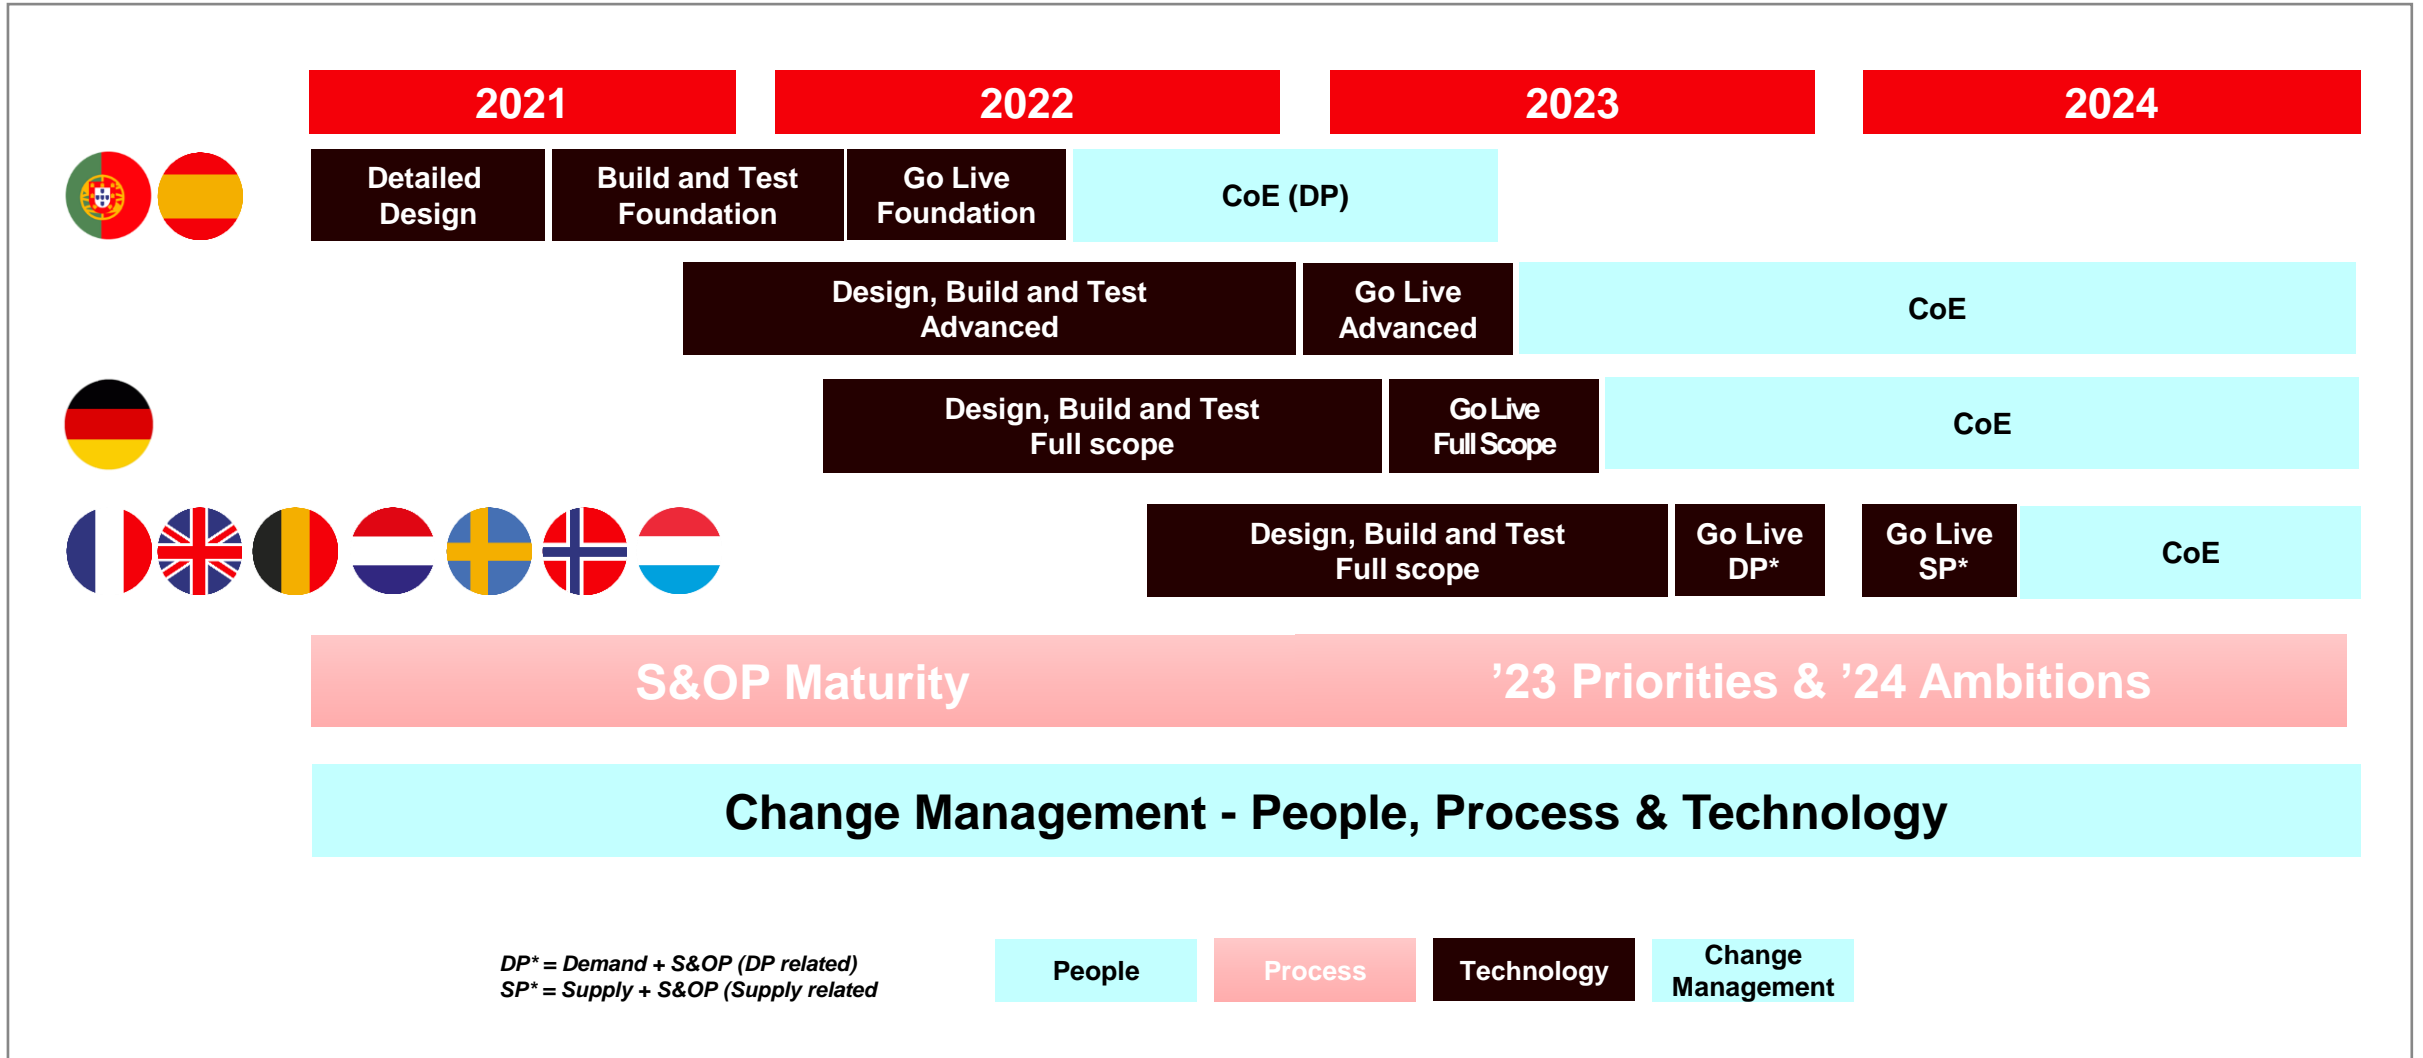 2021
2022
2023
2024
Detailed
Design
Build and Test
Foundation
Go Live
Foundation
CoE (DP)
Design, Build and Test
Advanced
Go Live
Advanced
CoE
Design, Build and Test
Full scope
Go Live
Full Scope
CoE
Design, Build and Test
Full scope
Go Live
DP*
Go Live
SP*
CoE
S&OP Maturity
’23 Priorities & ’24 Ambitions
Change Management - People, Process & Technology
DP* = Demand + S&OP (DP related)
SP* = Supply + S&OP (Supply related
People
Process
Technology
Change
Management